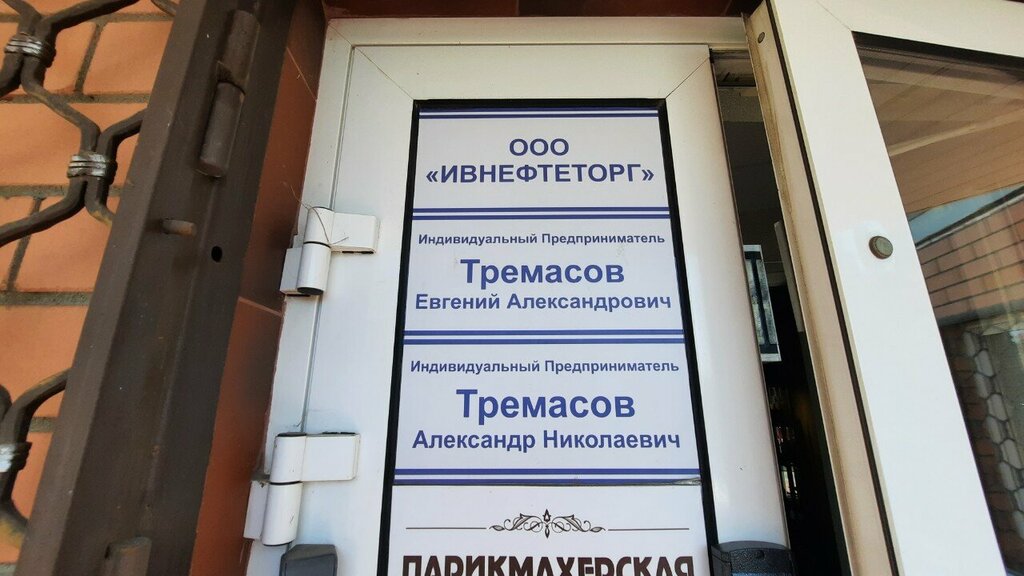 ООО
«ИВНЕФТЕТОРГ»
Индивидуальный Предприниматель
Тремасов
Евгений Александрович
Индивидуальный Предприниматель
Тремасов
Александр Николаевич
ПАРИКМАХЕРСКАЯ